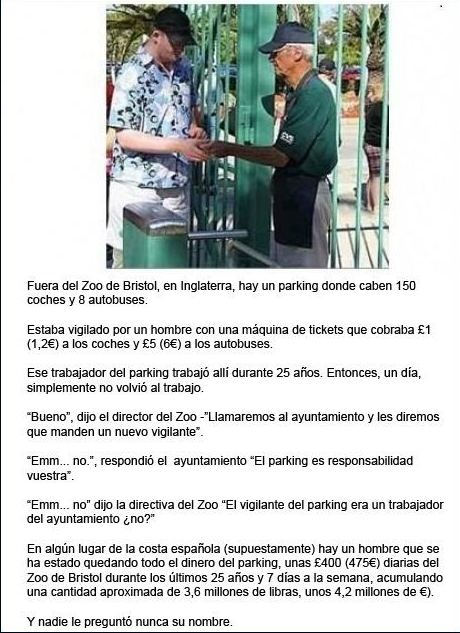 Fuera del Zoo de Bristol, en Inglaterra, hay un parking donde caben 150
coches y 8 autobuses.
Estaba vigilado por un hombre con una máquina de tickets que cobraba £1
(1,2€) a los coches y £5 (6€) a los autobuses.
Ese trabajador del parking trabajó allí durante 25 años. Entonces, un día,
simplemente no volvió al trabajo.
“Bueno”, dijo el director del Zoo -”Llamaremos al ayuntamiento y les diremos
que manden un nuevo vigilante”.
“Emm... no.”, respondió el  ayuntamiento “El parking es responsabilidad
vuestra”.
“Emm... no” dijo la directiva del Zoo “El vigilante del parking era un trabajador
del ayuntamiento ¿no?”
En algún lugar de la costa española (supuestamente) hay un hombre que se
ha estado quedando todo el dinero del parking, unas £400 (475€) diarias del
Zoo de Bristol durante los últimos 25 años y 7 días a la semana, acumulando
una cantidad aproximada de 3,6 millones de libras, unos 4,2 millones de €).
Y nadie le preguntó nunca su nombre.